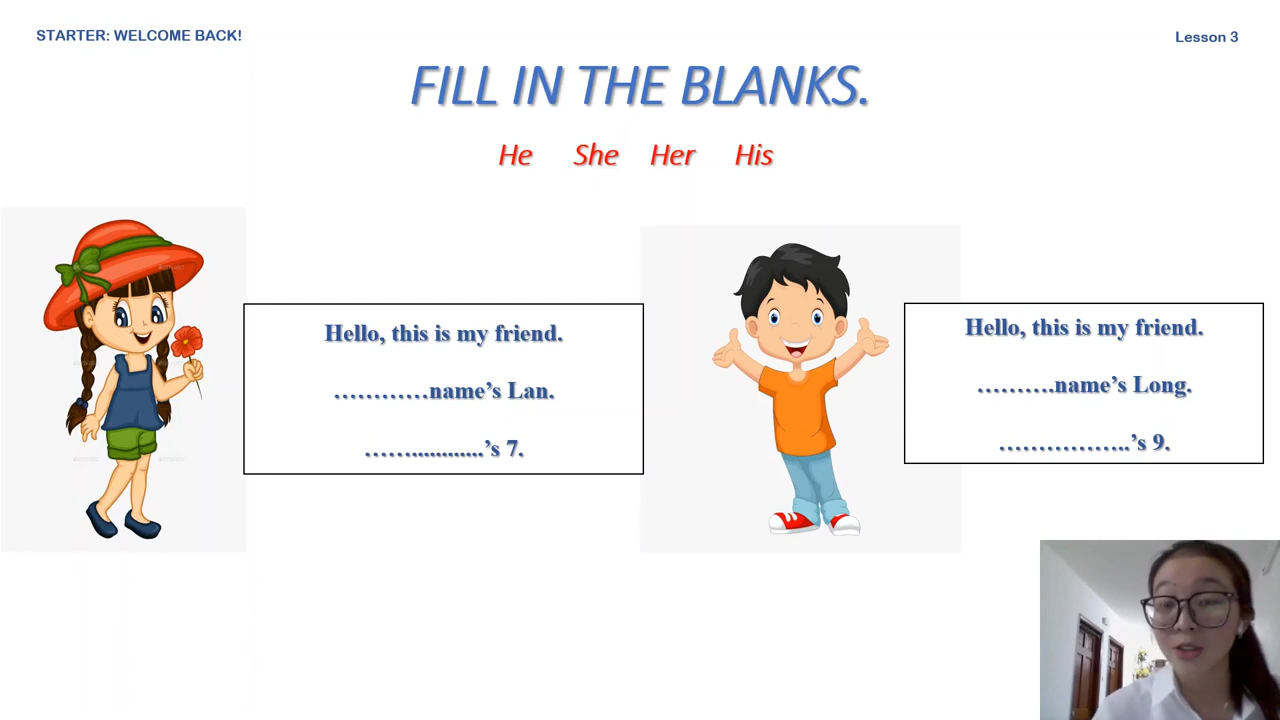 STARTER: WELCOME BACK!
Lesson 3
FILL IN THE BLANKS.
He She Her His
Hello, this is my friend.
…………name’s Lan.
……............’s 7.
Hello, this is my friend.
……….name’s Long.
……………..’s 9.